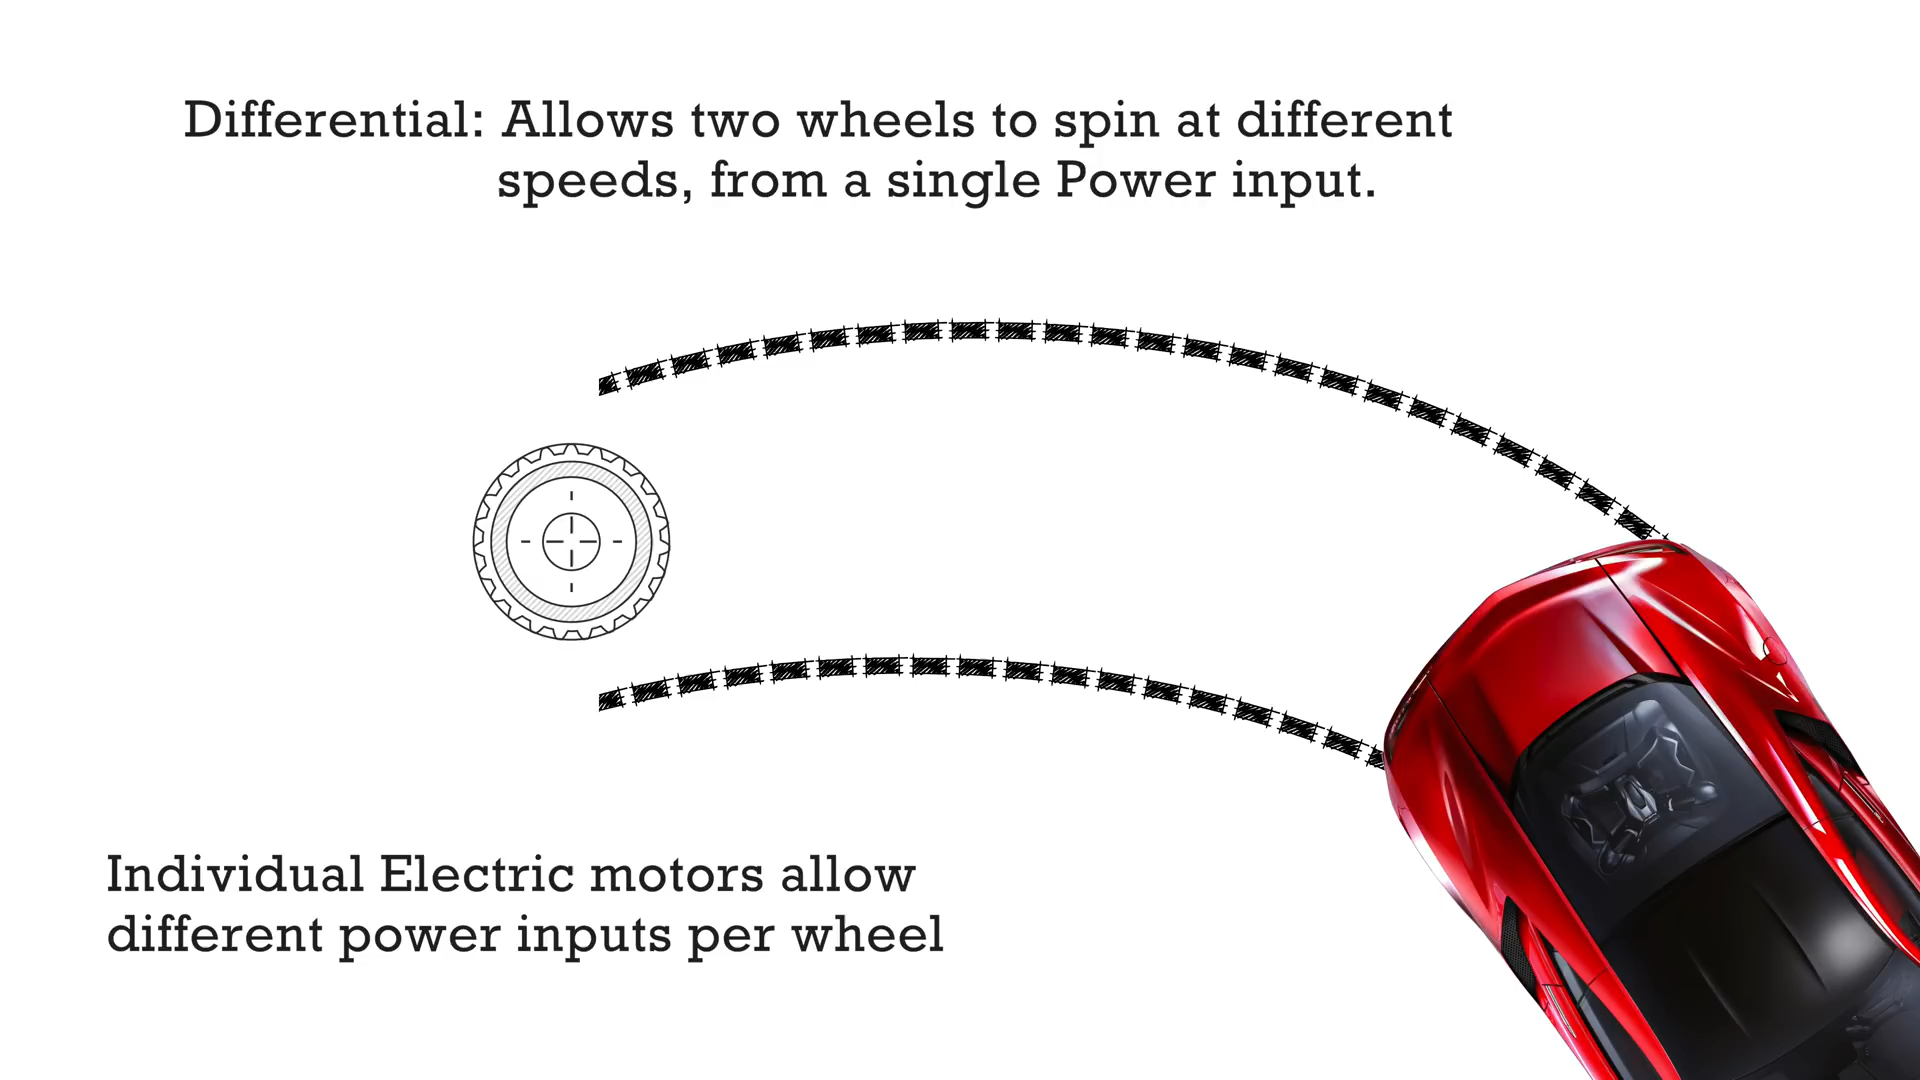 Differential: Allows two wheels to spin at different
speeds, from a single Power input.
Individual Electric motors allow
different power inputs per wheel